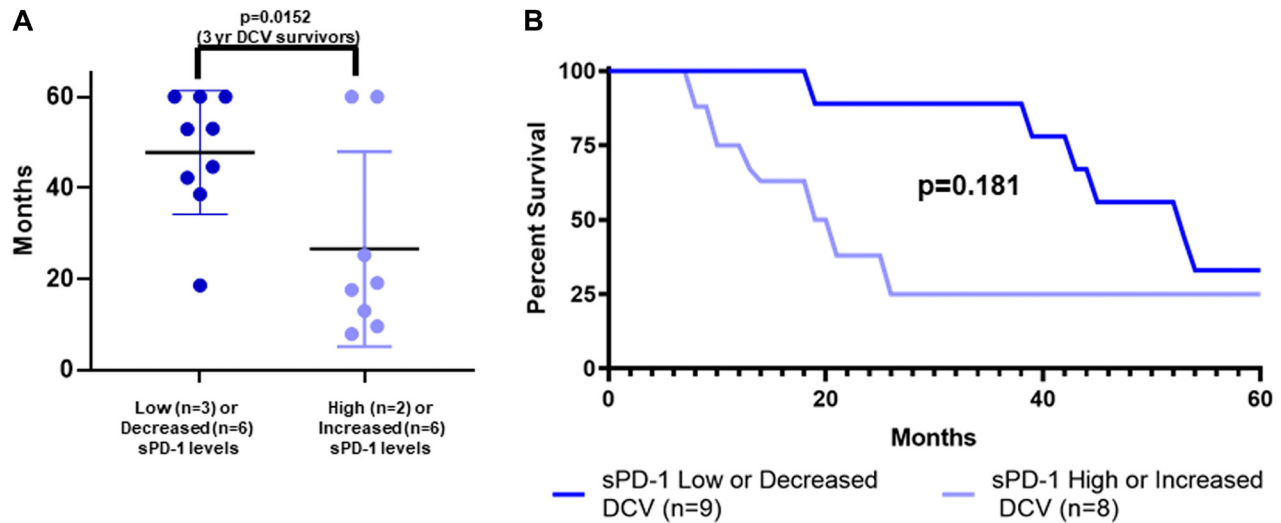 A
p=0.0152
(3 yr DCV survivors)
Months
60
40
20
0
Low (n=3) or
Decreased (n=6)
sPD-1 levels
High (n=2) or
Increased (n=6)
sPD-1 levels
B
Percent Survival
100
75
50
25
0
p=0.181
0
20
40
60
Months
sPD-1 Low or Decreased
DCV (n=9)
sPD-1 High or Increased
DCV (n=8)